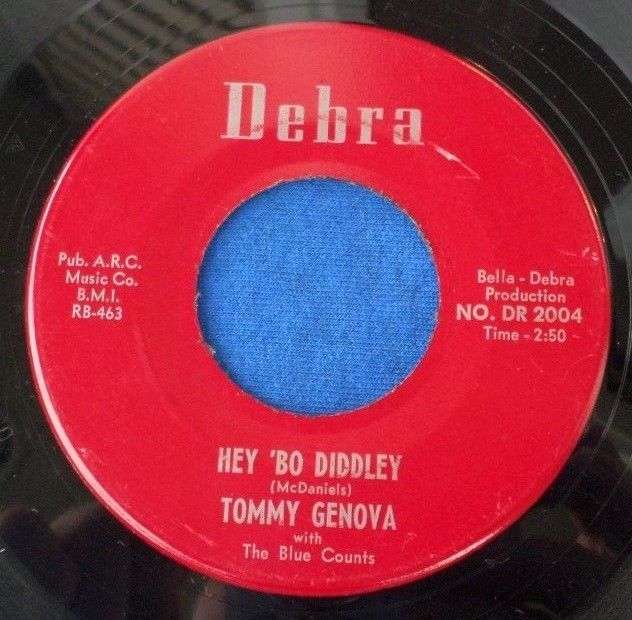 Debra
Pub. A.R.C.
Music Co.
B.M.I.
RB-463
Bella - Debra
Production
NO. DR 2004
Time - 2:50
HEY 'BO DIDDLEY
(McDaniels)
TOMMY GENOVA
with
The Blue Counts